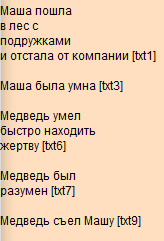 Маша пошла
в лес с
подружками
и отстала от компании [txt1]
Маша была умна [txt3]
Медведь умел
быстро находить
жертву [txt6]
Медведь был
разумен [txt7]
Медведь съел Машу [txt9]